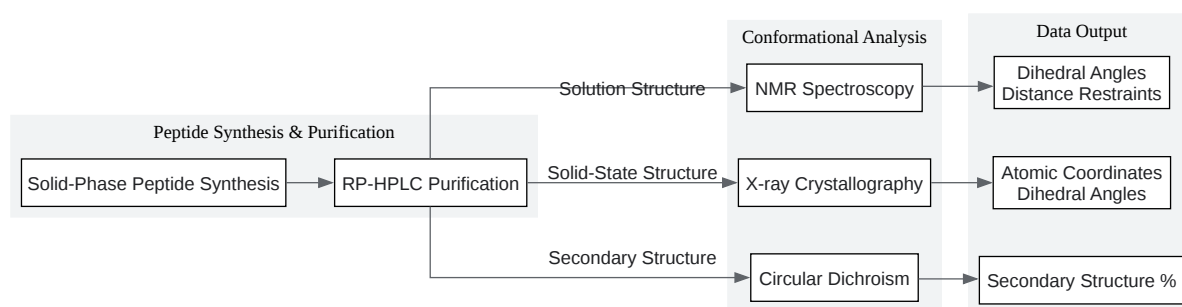 Peptide Synthesis & Purification
Solid-Phase Peptide Synthesis
RP-HPLC Purification
Solution Structure
Solid-State Structure
Secondary Structure
Conformational Analysis
NMR Spectroscopy
X-ray Crystallography
Circular Dichroism
Data Output
Dihedral Angles
Distance Restraints
Atomic Coordinates
Dihedral Angles
Secondary Structure %